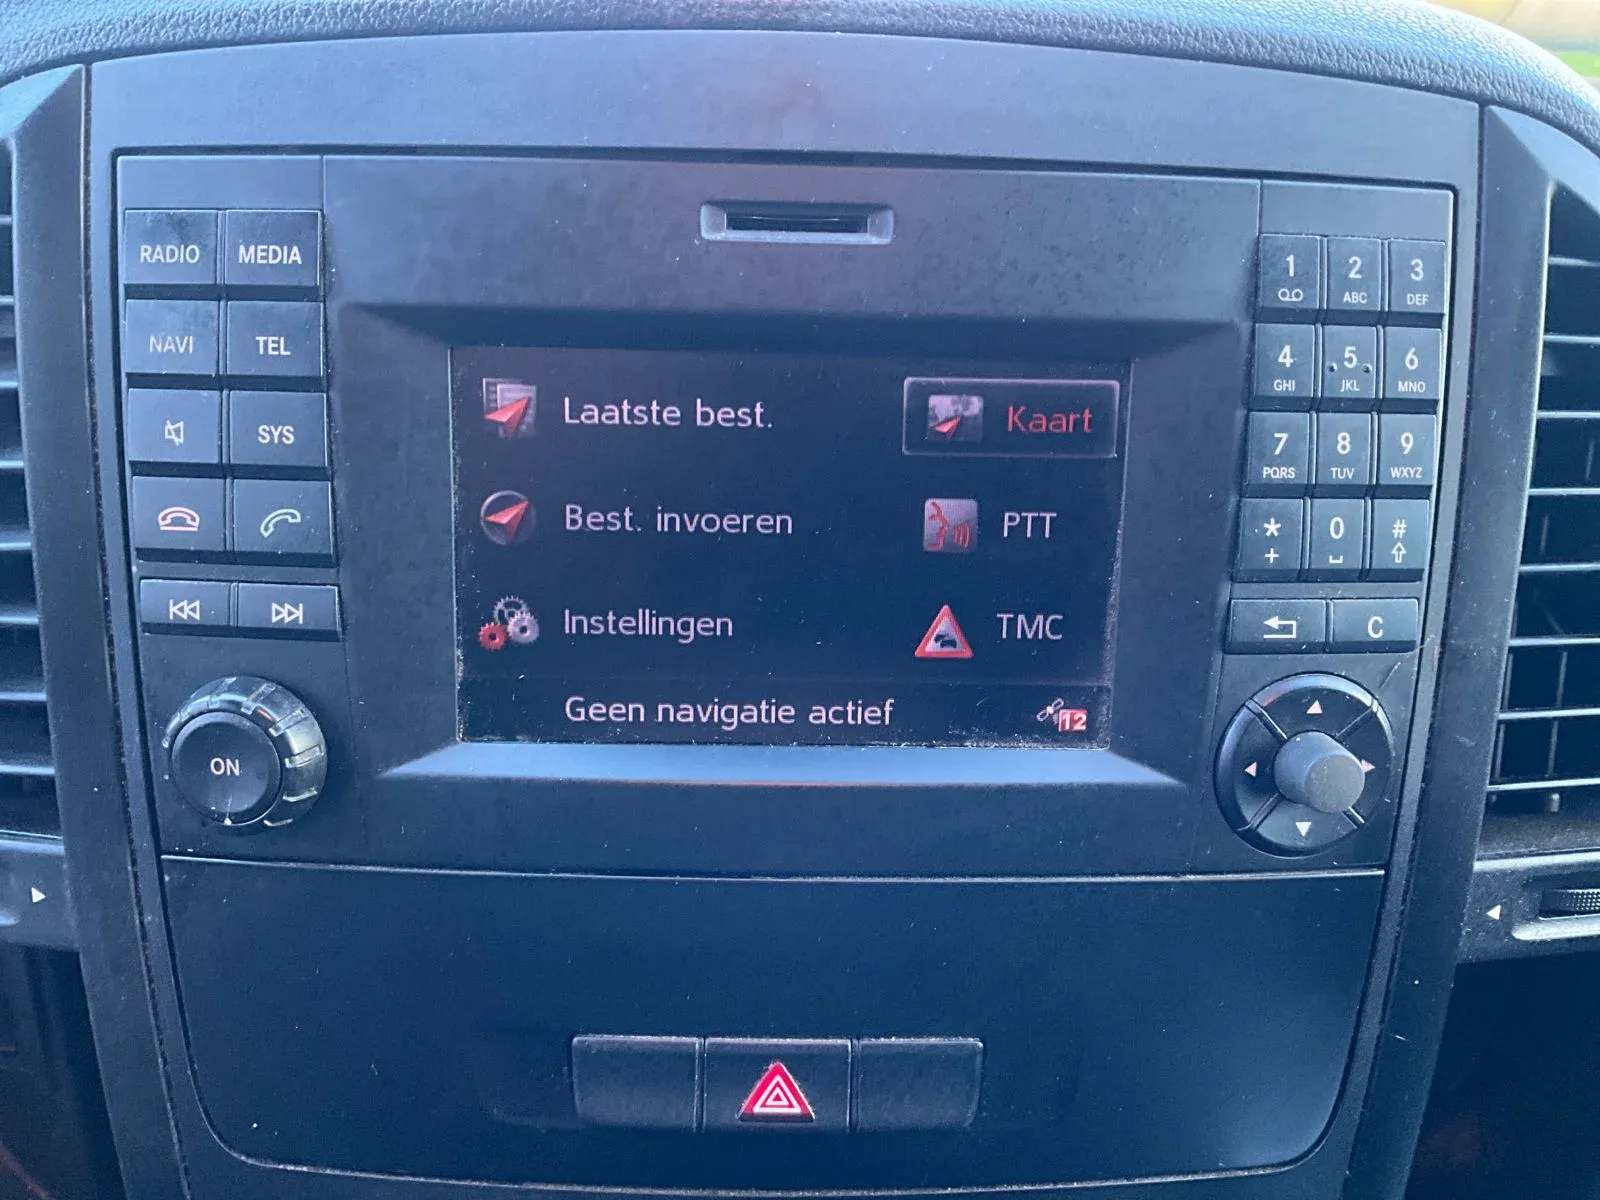 RADIO MEDIA
NAVI TEL
SYS
ON
Laatste best. Kaart
Best. invoeren PTT
Instellingen TMC
Geen navigatie actief 12
1 2 ABC 3 DEF
4 GHI 5 JKL 6 MNO
7 PQRS 8 TUV 9 WXYZ
* + 0 #
C